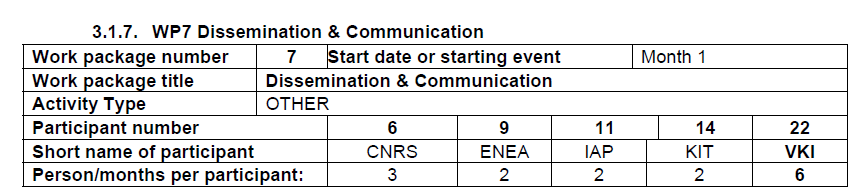 3.1.7. WP7 Dissemination & Communication
Work package number 7 Start date or starting event Month 1
Work package title Dissemination & Communication
Activity Type OTHER
Participant number 6 9 11 14 22
Short name of participant CNRS ENEA IAP KIT VKI
Person/months per participant: 3 2 2 2 6